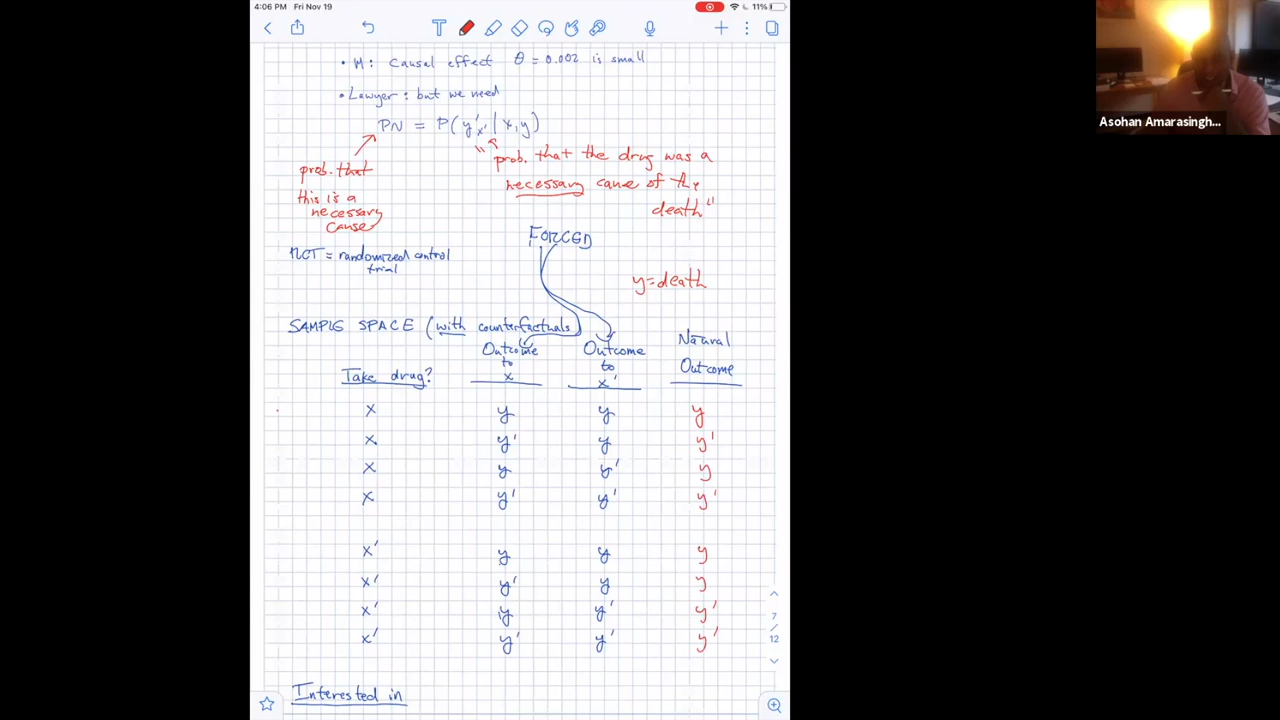 4:06 PM Fri Nov 19
11%
• M: Causal effect θ = 0.002 is small
• Lawyer: but we need
PN = P(y'x' | x, y)
prob. that this is a necessary cause
"prob. that the drug was a necessary cause of the death"
RCT = randomized control trial
FORCED
y = death
SAMPLE SPACE (with counterfactuals)
Take drug? Outcome to x Outcome to x' Natural Outcome
x y y y
x y' y y'
x y y' y
x y' y' y'
x' y y y
x' y' y y
x' y y' y'
x' y' y' y'
Interested in
7
/
12
Asohan Amarasingh...